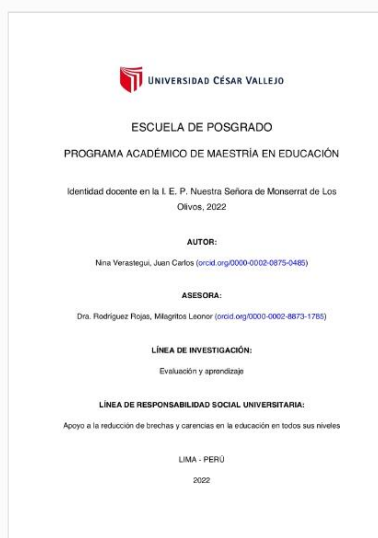 UNIVERSIDAD CÉSAR VALLEJO
ESCUELA DE POSGRADO
PROGRAMA ACADÉMICO DE MAESTRÍA EN EDUCACIÓN
Identidad docente en la I. E. P. Nuestra Señora de Monserrat de Los
Olivos, 2022
AUTOR:
Nina Verastegui, Juan Carlos (orcid.org/0000-0002-0875-0485)
ASESORA:
Dra. Rodríguez Rojas, Milagritos Leonor (orcid.org/0000-0002-8873-1785)
LÍNEA DE INVESTIGACIÓN:
Evaluación y aprendizaje
LÍNEA DE RESPONSABILIDAD SOCIAL UNIVERSITARIA:
Apoyo a la reducción de brechas y carencias en la educación en todos sus niveles
LIMA - PERÚ
2022